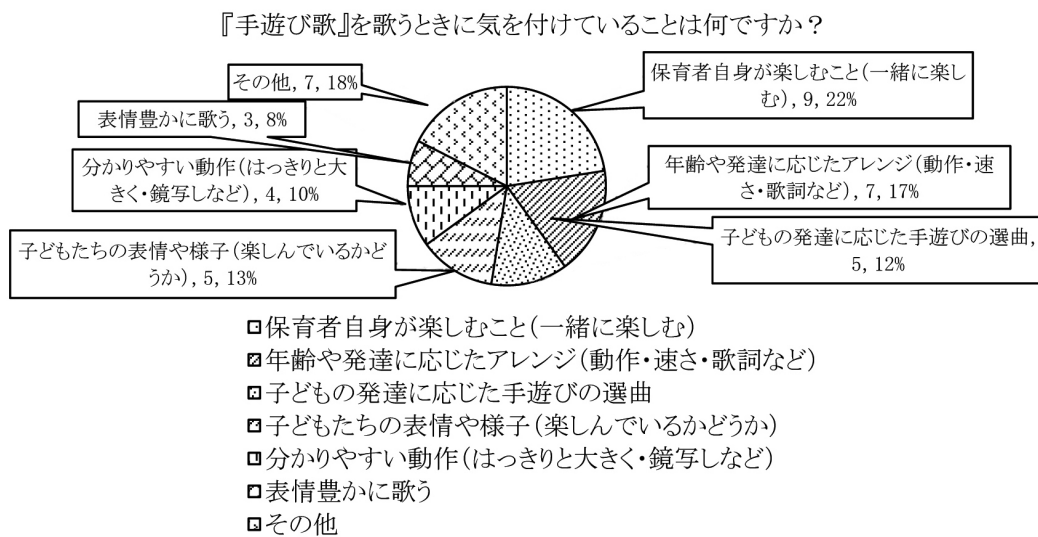 『手遊び歌』を歌うときに気を付けていることは何ですか？
保育者自身が楽しむこと（一緒に楽し
む）, 9, 22%
年齢や発達に応じたアレンジ（動作・速
さ・歌詞など）, 7, 17%
子どもの発達に応じた手遊びの選曲,
5, 12%
子どもたちの表情や様子（楽しんでいるかど
うか）, 5, 13%
分かりやすい動作（はっきりと大
きく・鏡写しなど）, 4, 10%
表情豊かに歌う, 3, 8%
その他, 7, 18%
保育者自身が楽しむこと（一緒に楽しむ）
年齢や発達に応じたアレンジ（動作・速さ・歌詞など）
子どもの発達に応じた手遊びの選曲
子どもたちの表情や様子（楽しんでいるかどうか）
分かりやすい動作（はっきりと大きく・鏡写しなど）
表情豊かに歌う
その他